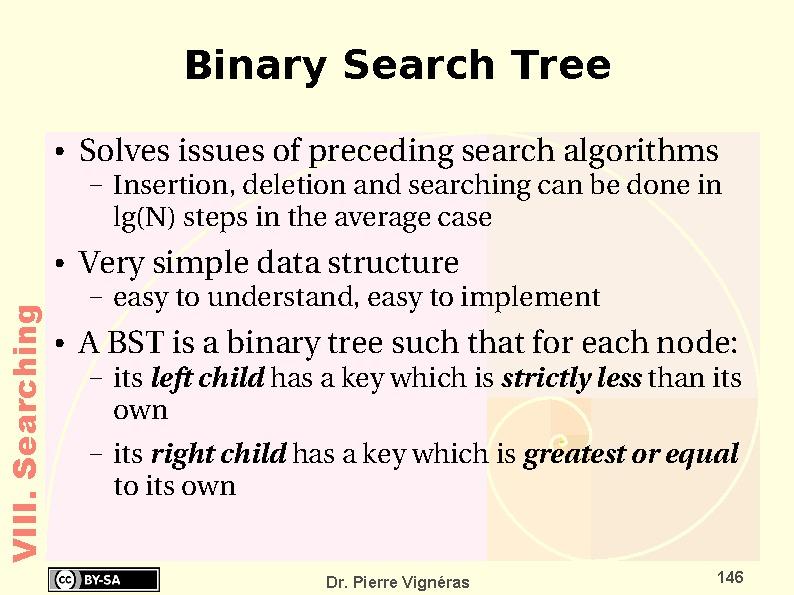 Binary Search Tree
• Solves issues of preceding search algorithms
– Insertion, deletion and searching can be done in
lg(N) steps in the average case
• Very simple data structure
– easy to understand, easy to implement
• A BST is a binary tree such that for each node:
– its left child has a key which is strictly less than its
own
– its right child has a key which is greatest or equal
to its own
VIII. Searching
cc BY-SA
Dr. Pierre Vignéras
146